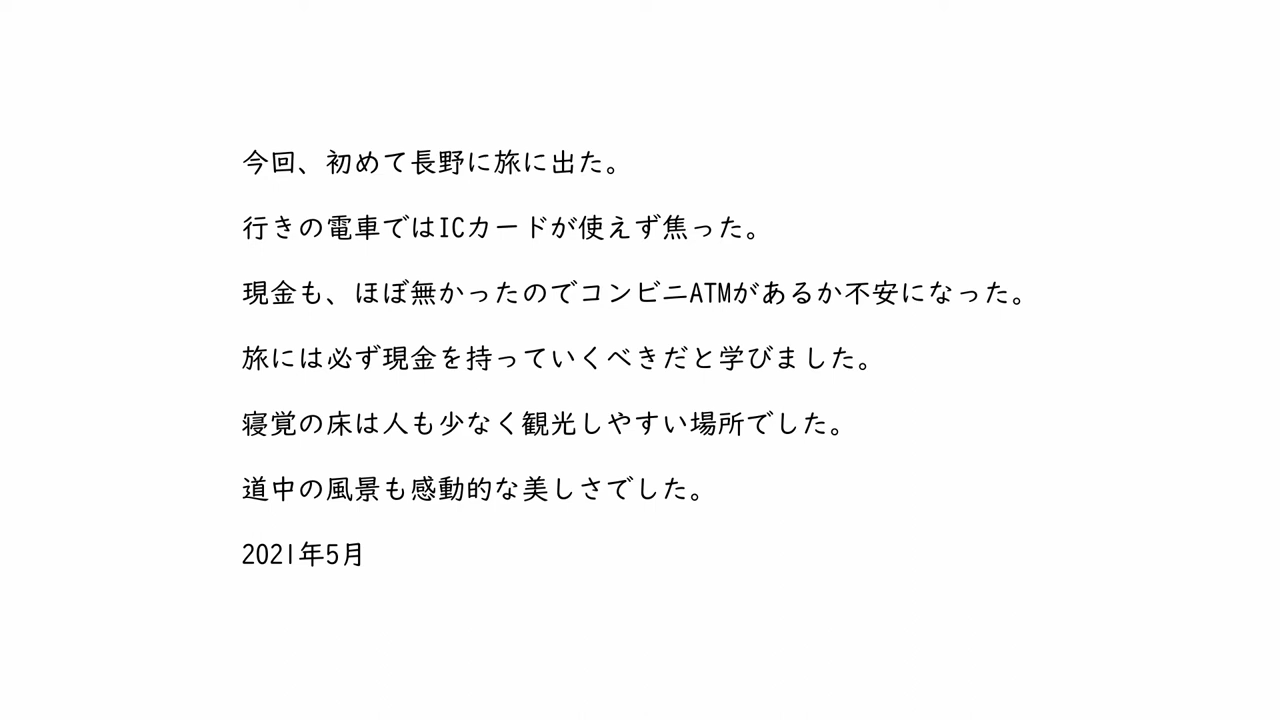 今回、初めて長野に旅に出た。
行きの電車ではICカードが使えず焦った。
現金も、ほぼ無かったのでコンビニATMがあるか不安になった。
旅には必ず現金を持っていくべきだと学びました。
寝覚の床は人も少なく観光しやすい場所でした。
道中の風景も感動的な美しさでした。
2021年5月